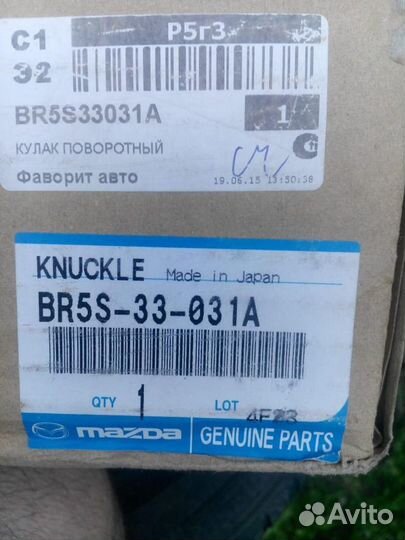 С1
Э2
Р5г3
BR5S33031A
1
КУЛАК ПОВОРОТНЫЙ
Фаворит авто
19.06.15 13:50:38
KNUCKLE Made in Japan
BR5S-33-031A
QTY 1 LOT 4F23
mazda GENUINE PARTS
Avito